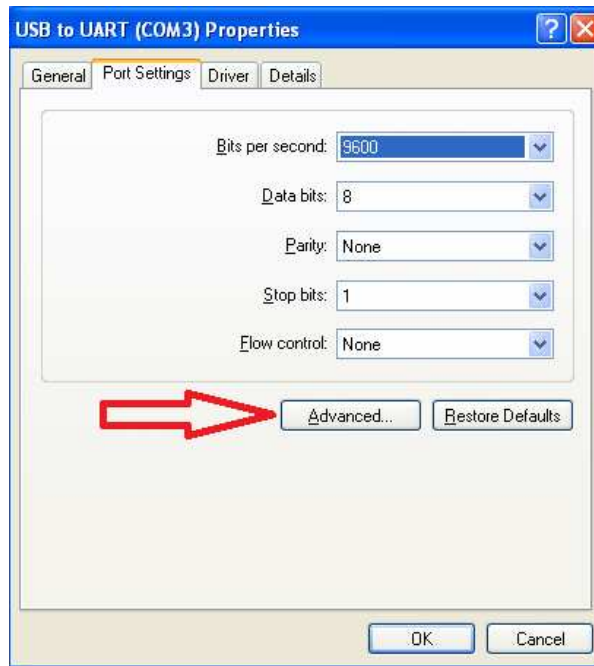 USB to UART (COM3) Properties
General Port Settings Driver Details
Bits per second: 9600
Data bits: 8
Parity: None
Stop bits: 1
Flow control: None
Advanced... Restore Defaults
OK Cancel